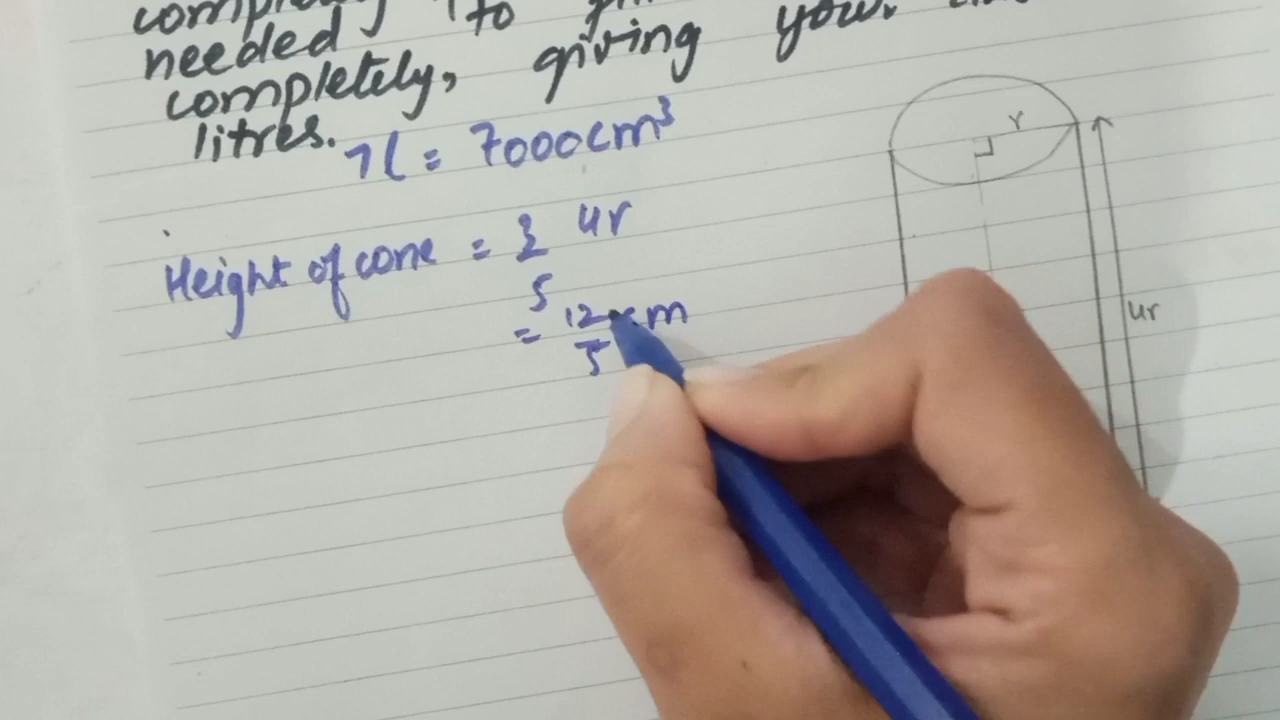 needed to
completely, giving your
litres.
7l = 7000cm³
Height of cone = 3 4r
5
= 12 cm
5
r
4r